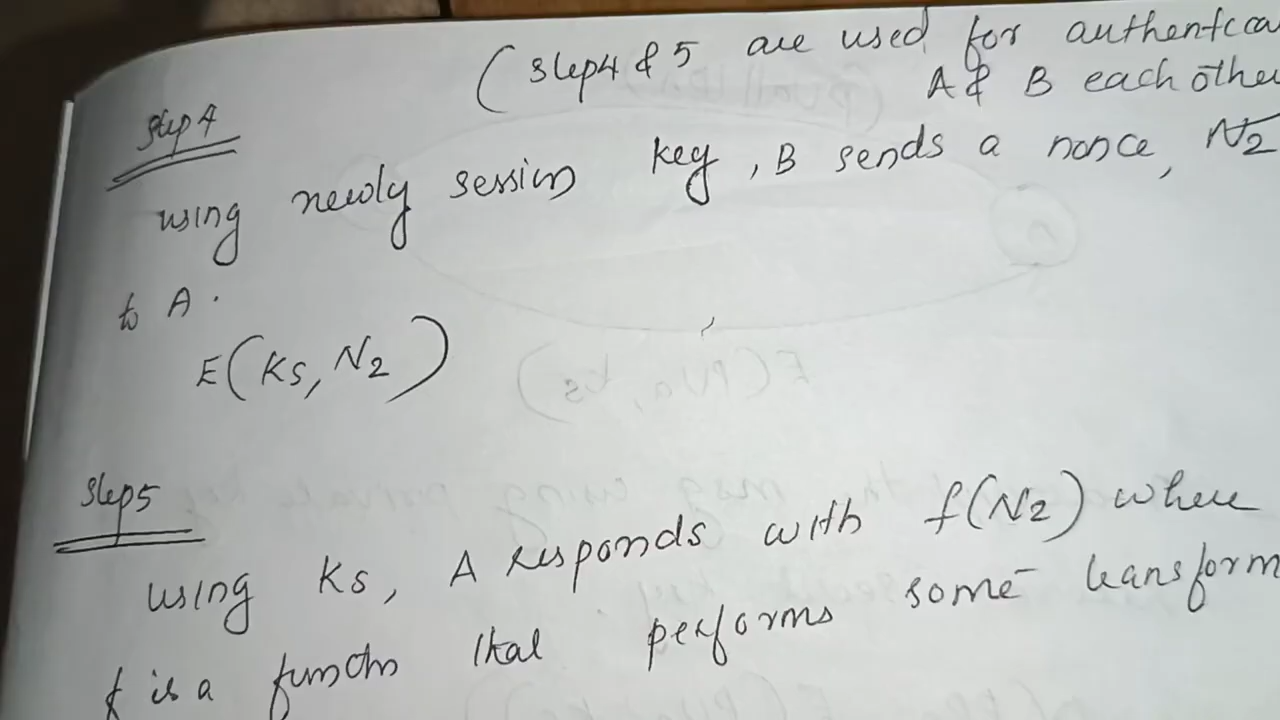 (Step4 & 5 are used for authentica
A & B each other
Step 4
using newly session key, B sends a nonce, N2
to A.
E(Ks, N2)
Step5
using Ks, A responds with f(N2) where
f is a functn that performs some transform